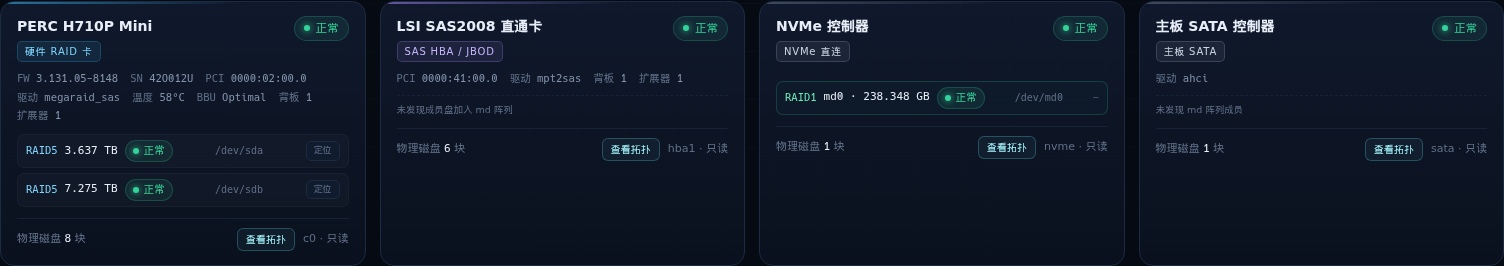 PERC H710P Mini 正常
硬件 RAID 卡
FW 3.131.05-8148 SN 42O012U PCI 0000:02:00.0
驱动 megaraid_sas 温度 58°C BBU Optimal 背板 1
扩展器 1
RAID5 3.637 TB 正常 /dev/sda 定位
RAID5 7.275 TB 正常 /dev/sdb 定位
物理磁盘 8 块 查看拓扑 c0 · 只读
LSI SAS2008 直通卡 正常
SAS HBA / JBOD
PCI 0000:41:00.0 驱动 mpt2sas 背板 1 扩展器 1
未发现成员盘加入 md 阵列
物理磁盘 6 块 查看拓扑 hba1 · 只读
NVMe 控制器 正常
NVMe 直连
RAID1 md0 · 238.348 GB 正常 /dev/md0 —
物理磁盘 1 块 查看拓扑 nvme · 只读
主板 SATA 控制器 正常
主板 SATA
驱动 ahci
未发现 md 阵列成员
物理磁盘 1 块 查看拓扑 sata · 只读